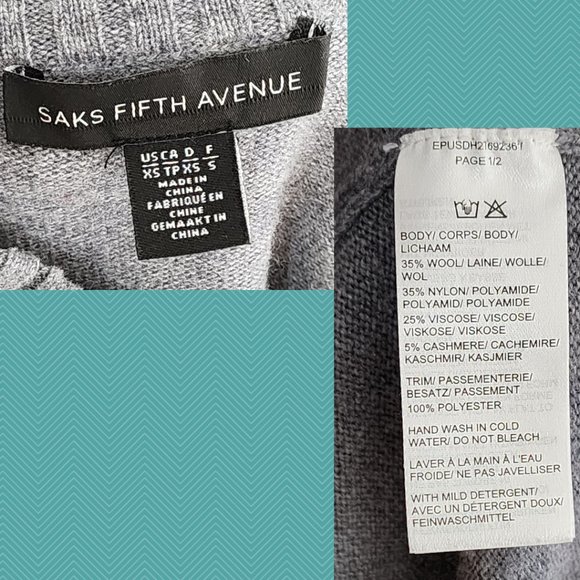 SAKS FIFTH AVENUE
US CA D F
XS TP XS S
MADE IN
CHINA
FABRIQUÉ EN
CHINE
GEMAAKT IN
CHINA
PAGE 1/2
BODY/ CORPS/ BODY/
LICHAAM
35% WOOL/ LAINE/ WOLLE/
WOL
35% NYLON/ POLYAMIDE/
POLYAMID/ POLYAMIDE
25% VISCOSE/ VISCOSE/
VISKOSE/ VISKOSE
5% CASHMERE/ CACHEMIRE/
KASCHMIR/ KASJMIER
TRIM/ PASSEMENTERIE/
BESATZ/ PASSEMENT
100% POLYESTER
HAND WASH IN COLD
WATER/ DO NOT BLEACH
LAVER À LA MAIN À L'EAU
FROIDE/ NE PAS JAVELLISER
WITH MILD DETERGENT/
AVEC UN DÉTERGENT DOUX/
FEINWASCHMITTEL